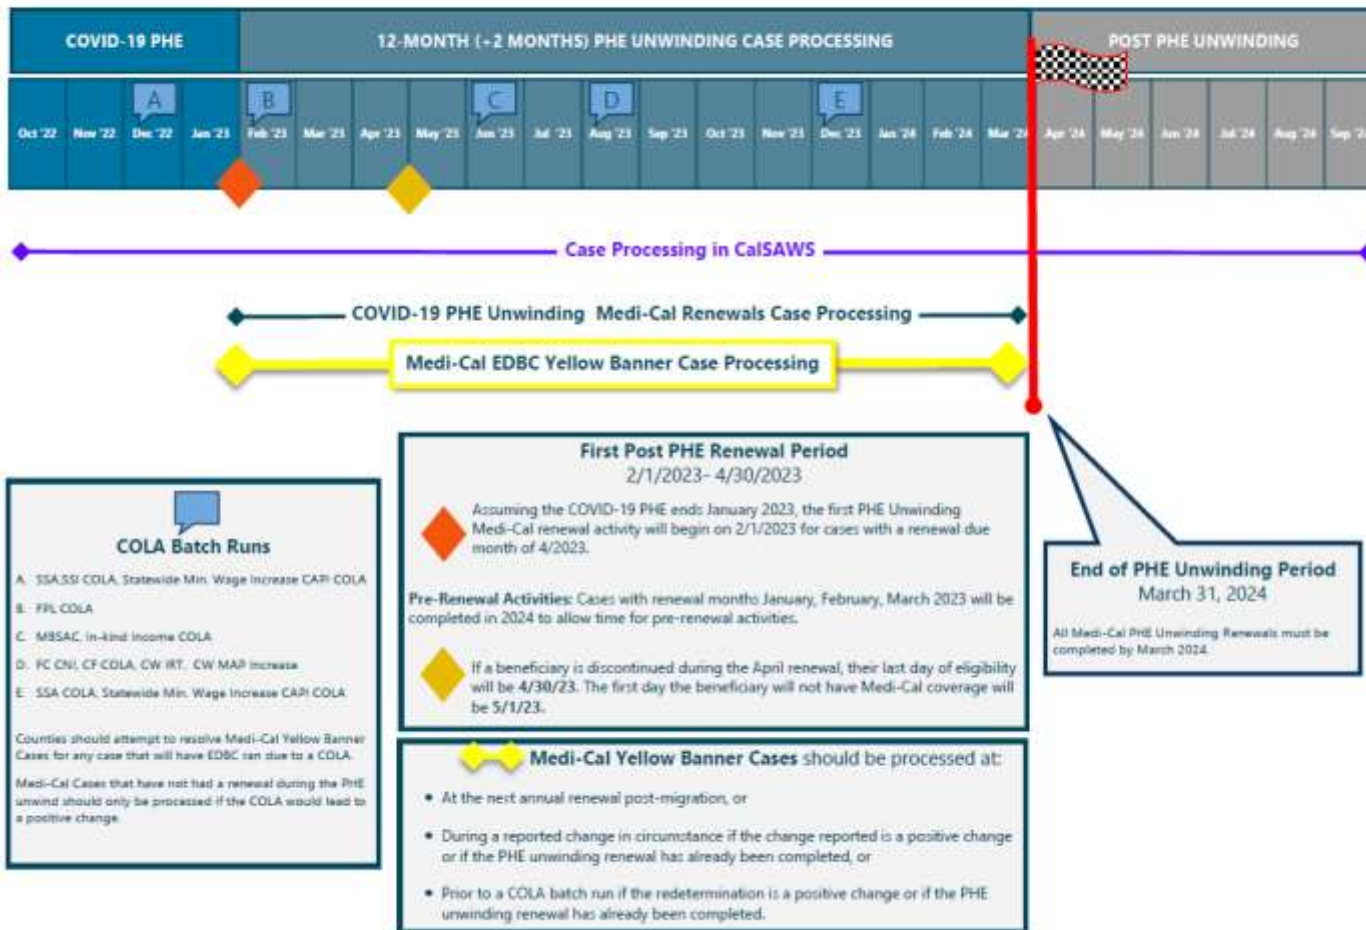 COVID-19 PHE
12-MONTH (+2 MONTHS) PHE UNWINDING CASE PROCESSING
POST PHE UNWINDING
A
B
C
D
E
Oct '22
Nov '22
Dec '22
Jan '23
Feb '23
Mar '23
Apr '23
May '23
Jun '23
Jul '23
Aug '23
Sep '23
Oct '23
Nov '23
Dec '23
Jan '24
Feb '24
Mar '24
Apr '24
May '24
Jun '24
Jul '24
Aug '24
Sep '24
Case Processing in CalSAWS
COVID-19 PHE Unwinding Medi-Cal Renewals Case Processing
Medi-Cal EDBC Yellow Banner Case Processing
COLA Batch Runs
A. SSA,SSI COLA, Statewide Min. Wage Increase CAPI COLA
B. FPL COLA
C. MBSAC, In-kind Income COLA
D. FC CNI, CF COLA, CW IRT, CW MAP Increase
E. SSA COLA, Statewide Min. Wage Increase CAPI COLA
Counties should attempt to resolve Medi-Cal Yellow Banner
Cases for any case that will have EDBC ran due to a COLA.
Medi-Cal Cases that have not had a renewal during the PHE
unwind should only be processed if the COLA would lead to
a positive change.
First Post PHE Renewal Period
2/1/2023- 4/30/2023
Assuming the COVID-19 PHE ends January 2023, the first PHE Unwinding
Medi-Cal renewal activity will begin on 2/1/2023 for cases with a renewal due
month of 4/2023.
Pre-Renewal Activities: Cases with renewal months January, February, March 2023 will be
completed in 2024 to allow time for pre-renewal activities.
If a beneficiary is discontinued during the April renewal, their last day of eligibility
will be 4/30/23. The first day the beneficiary will not have Medi-Cal coverage will
be 5/1/23.
Medi-Cal Yellow Banner Cases should be processed at:
• At the next annual renewal post-migration, or
• During a reported change in circumstance if the change reported is a positive change
or if the PHE unwinding renewal has already been completed, or
• Prior to a COLA batch run if the redetermination is a positive change or if the PHE
unwinding renewal has already been completed.
End of PHE Unwinding Period
March 31, 2024
All Medi-Cal PHE Unwinding Renewals must be
completed by March 2024.